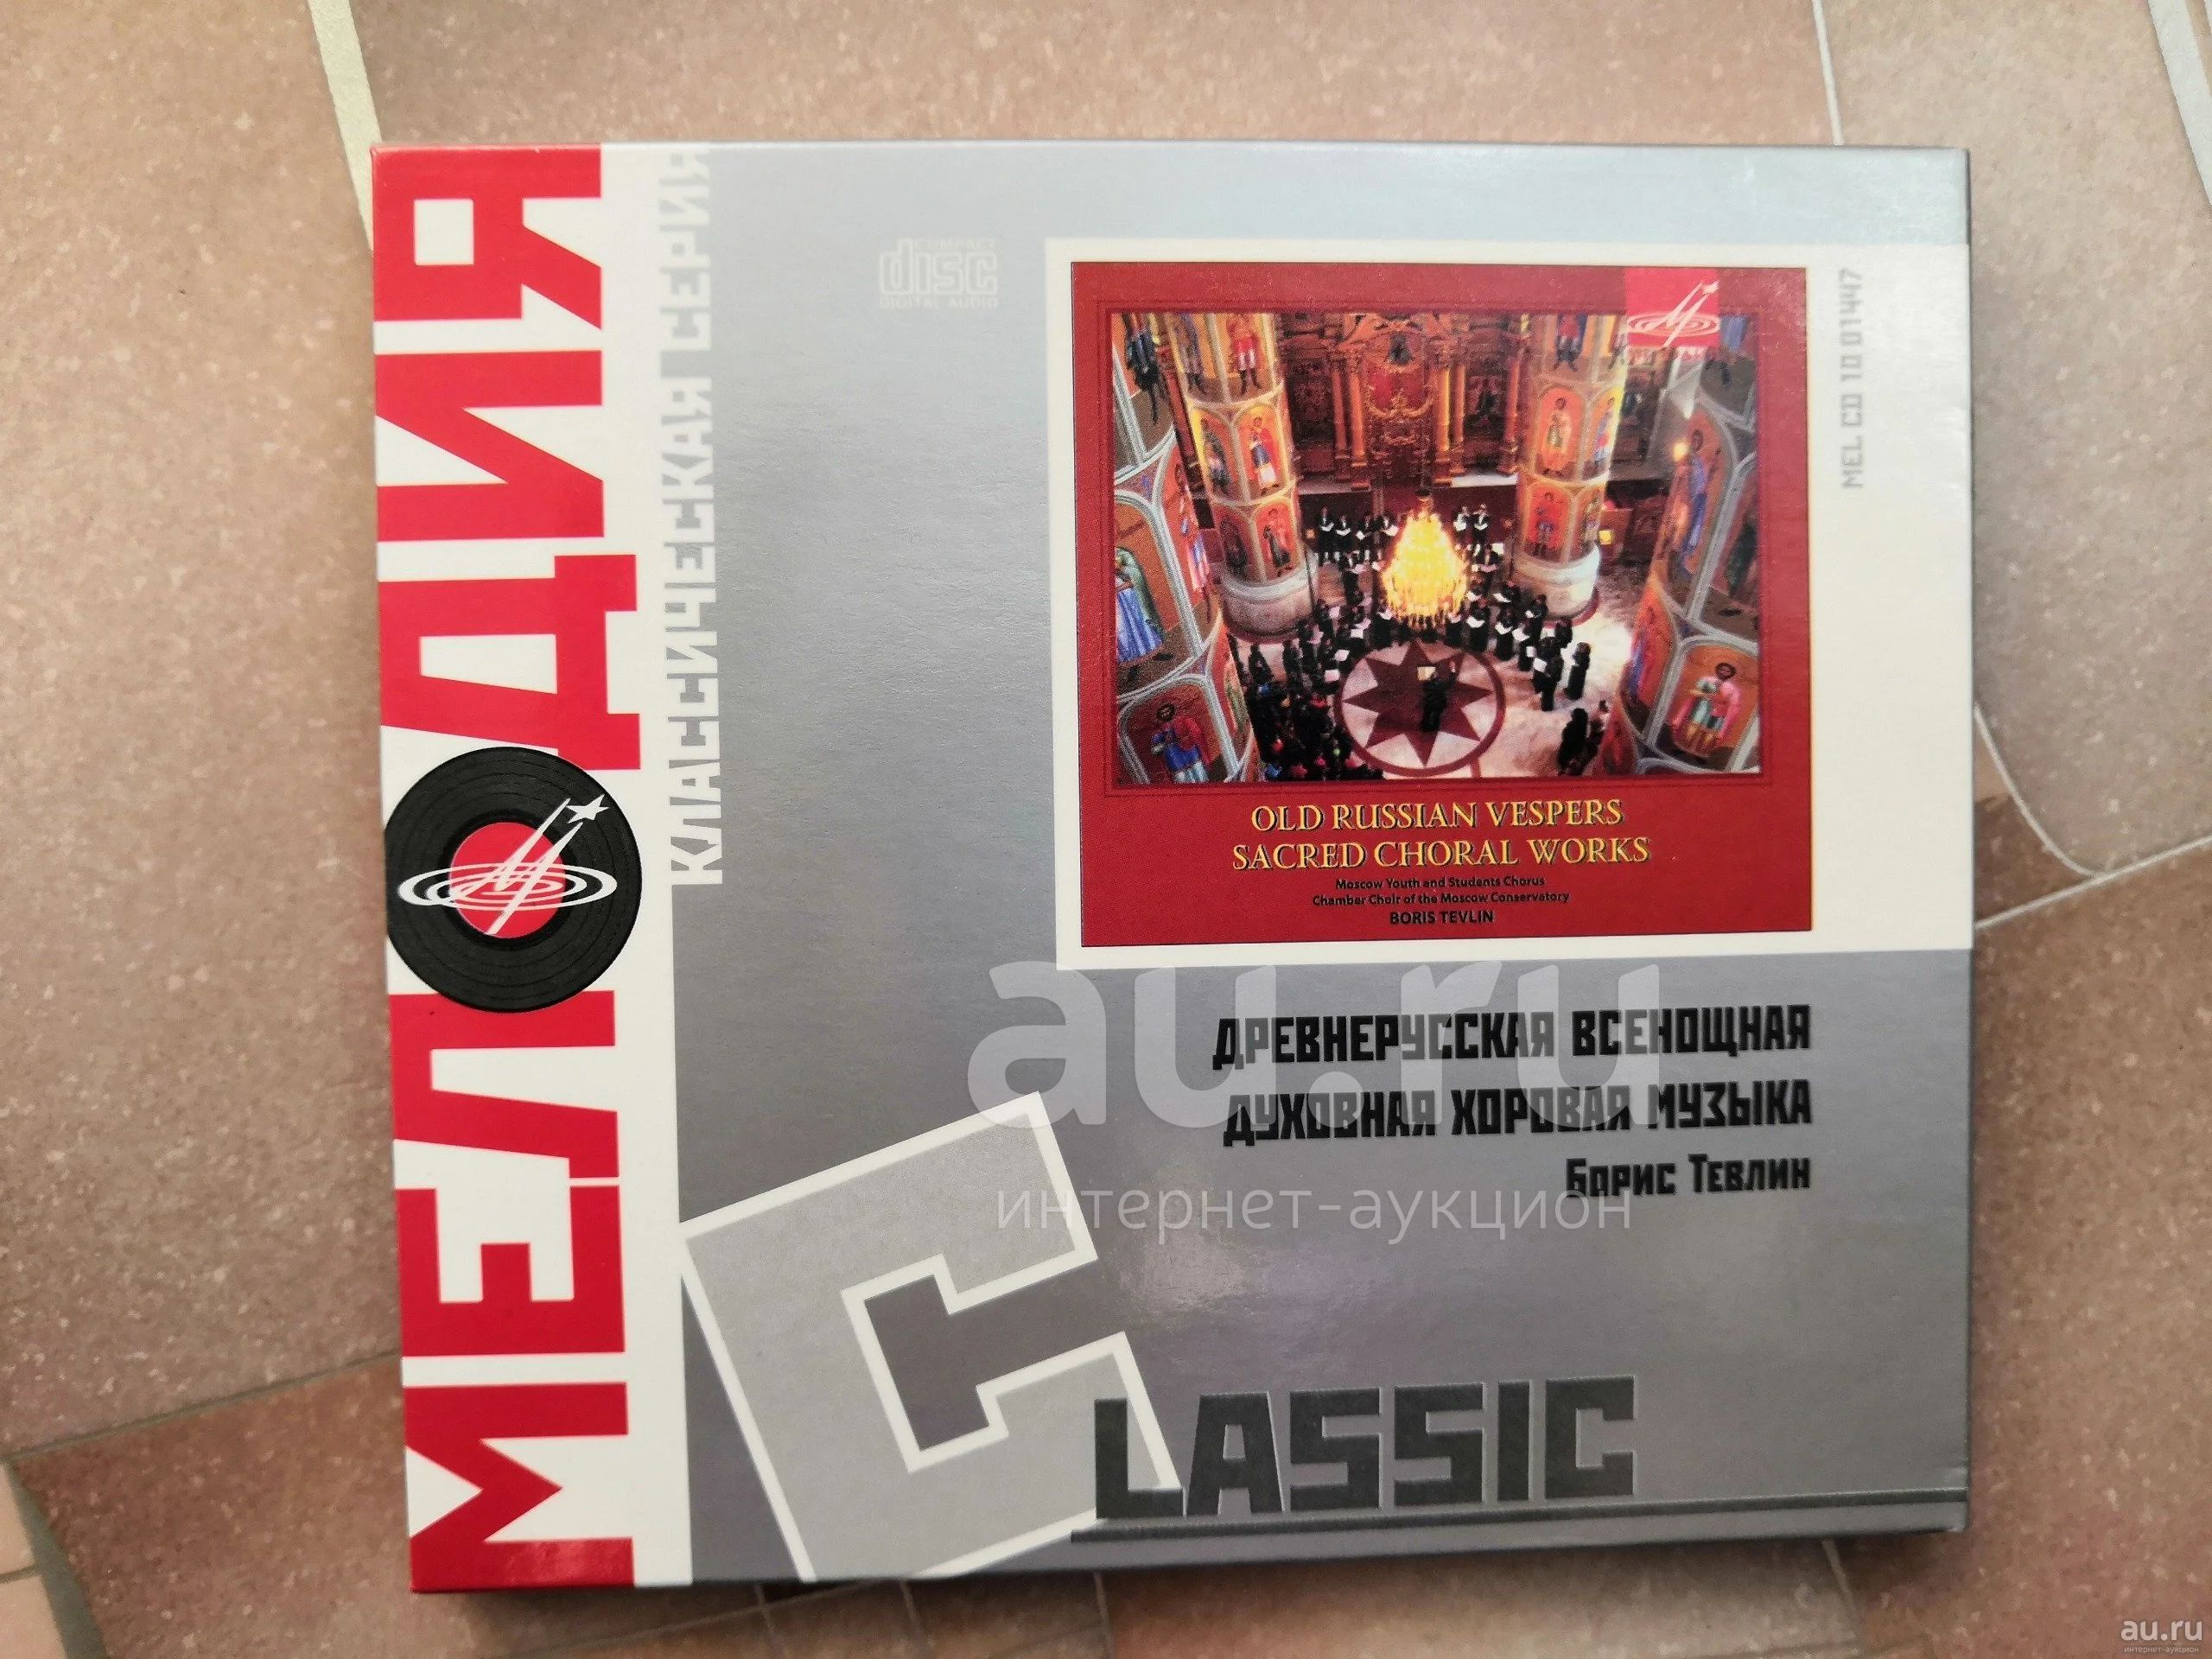 МЕЛОДИЯ
КЛАССИЧЕСКАЯ СЕРИЯ
COMPACT
disc
DIGITAL AUDIO
MEL CD 10 01447
OLD RUSSIAN VESPERS
SACRED CHORAL WORKS
Moscow Youth and Students Chorus
Chamber Choir of the Moscow Conservatory
BORIS TEVLIN
ДРЕВНЕРУССКАЯ ВСЕНОЩНАЯ
ДУХОВНАЯ ХОРОВАЯ МУЗЫКА
Борис Тевлин
au.ru
интернет-аукцион
CLASSIC
au.ru
интернет-аукцион